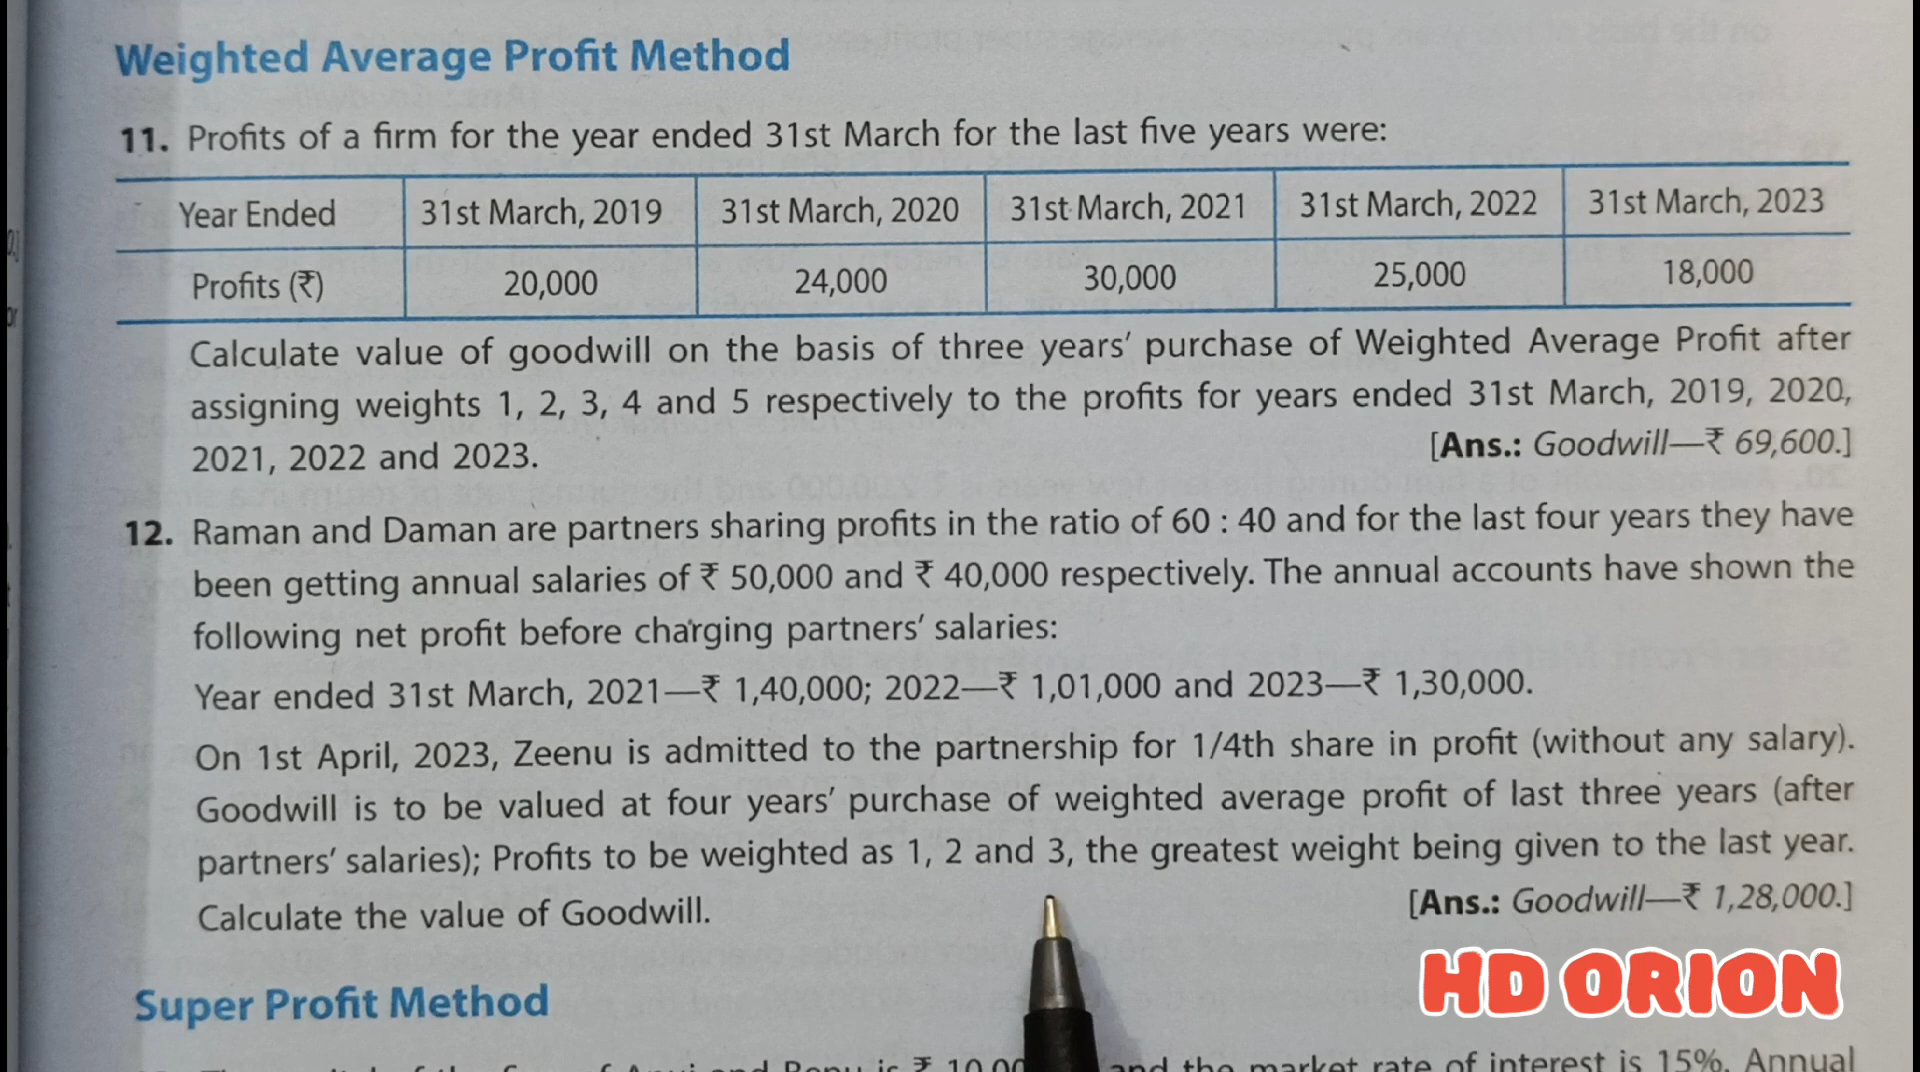 Weighted Average Profit Method
11. Profits of a firm for the year ended 31st March for the last five years were:
Year Ended 31st March, 2019 31st March, 2020 31st March, 2021 31st March, 2022 31st March, 2023
Profits (₹) 20,000 24,000 30,000 25,000 18,000
Calculate value of goodwill on the basis of three years' purchase of Weighted Average Profit after
assigning weights 1, 2, 3, 4 and 5 respectively to the profits for years ended 31st March, 2019, 2020,
2021, 2022 and 2023. [Ans.: Goodwill—₹ 69,600.]
12. Raman and Daman are partners sharing profits in the ratio of 60 : 40 and for the last four years they have
been getting annual salaries of ₹ 50,000 and ₹ 40,000 respectively. The annual accounts have shown the
following net profit before charging partners' salaries:
Year ended 31st March, 2021—₹ 1,40,000; 2022—₹ 1,01,000 and 2023—₹ 1,30,000.
On 1st April, 2023, Zeenu is admitted to the partnership for 1/4th share in profit (without any salary).
Goodwill is to be valued at four years' purchase of weighted average profit of last three years (after
partners' salaries); Profits to be weighted as 1, 2 and 3, the greatest weight being given to the last year.
Calculate the value of Goodwill. [Ans.: Goodwill—₹ 1,28,000.]
HD ORION
Super Profit Method
is ₹ 10,00 and the market rate of interest is 15%. Annual